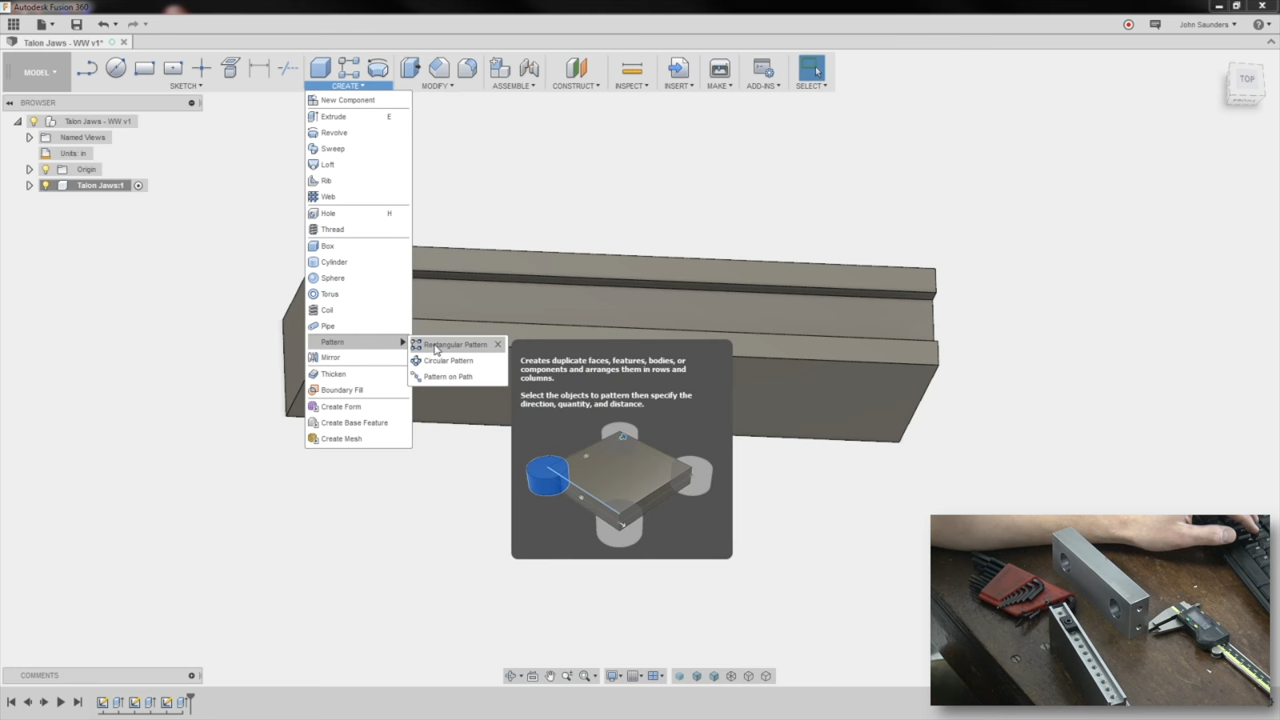 Autodesk Fusion 360
John Saunders
Talon Jaws - WW v1*
MODEL
SKETCH
CREATE
MODIFY
ASSEMBLE
CONSTRUCT
INSPECT
INSERT
MAKE
ADD-INS
SELECT
TOP
BROWSER
Talon Jaws - WW v1
Named Views
Units: in
Origin
Talon Jaws:1
New Component
Extrude E
Revolve
Sweep
Loft
Rib
Web
Hole H
Thread
Box
Cylinder
Sphere
Torus
Coil
Pipe
Pattern
Mirror
Thicken
Boundary Fill
Create Form
Create Base Feature
Create Mesh
Rectangular Pattern
Circular Pattern
Pattern on Path
Creates duplicate faces, features, bodies, or
components and arranges them in rows and
columns.
Select the objects to pattern then specify the
direction, quantity, and distance.
COMMENTS